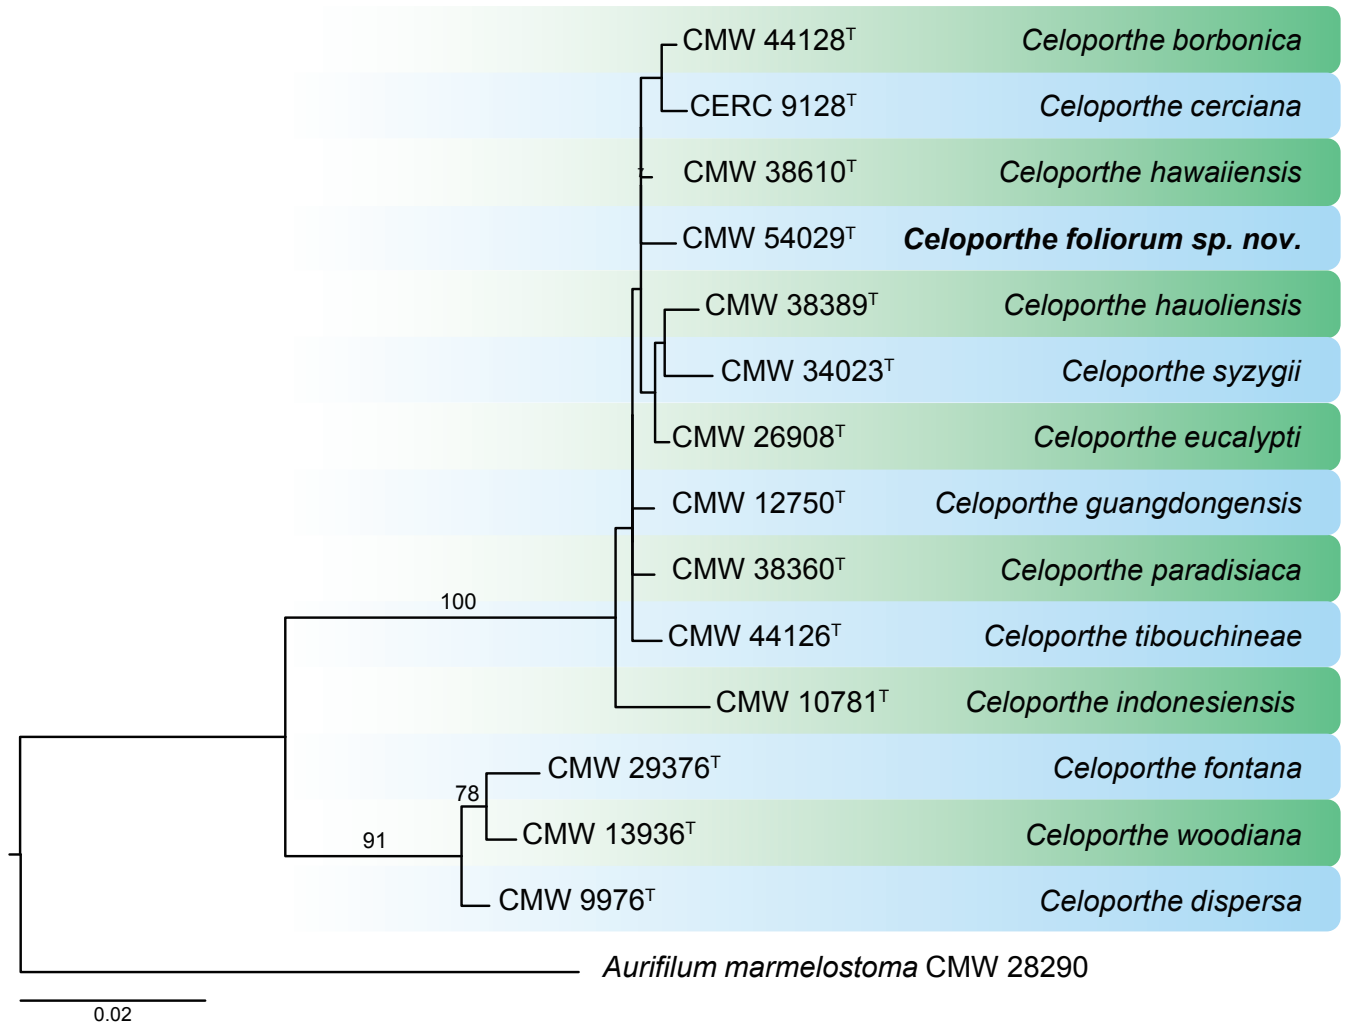 CMW 44128ᵀ Celoporthe borbonica
CERC 9128ᵀ Celoporthe cerciana
CMW 38610ᵀ Celoporthe hawaiiensis
CMW 54029ᵀ Celoporthe foliorum sp. nov.
CMW 38389ᵀ Celoporthe hauoliensis
CMW 34023ᵀ Celoporthe syzygii
CMW 26908ᵀ Celoporthe eucalypti
CMW 12750ᵀ Celoporthe guangdongensis
CMW 38360ᵀ Celoporthe paradisiaca
100
CMW 44126ᵀ Celoporthe tibouchineae
CMW 10781ᵀ Celoporthe indonesiensis
CMW 29376ᵀ Celoporthe fontana
78
CMW 13936ᵀ Celoporthe woodiana
91
CMW 9976ᵀ Celoporthe dispersa
Aurifilum marmelostoma CMW 28290
0.02